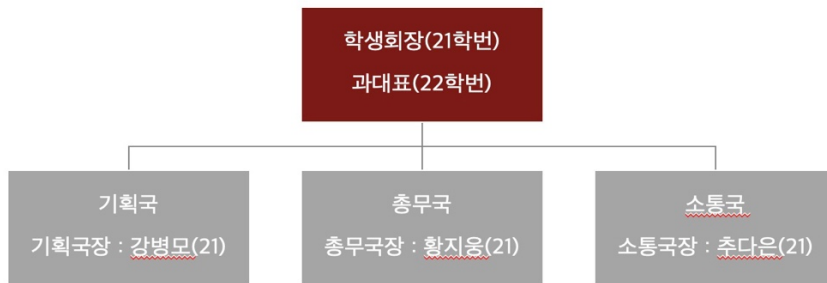 학생회장(21학번)
과대표(22학번)
기획국
기획국장 : 강병모(21)
총무국
총무국장 : 황지웅(21)
소통국
소통국장 : 추다은(21)